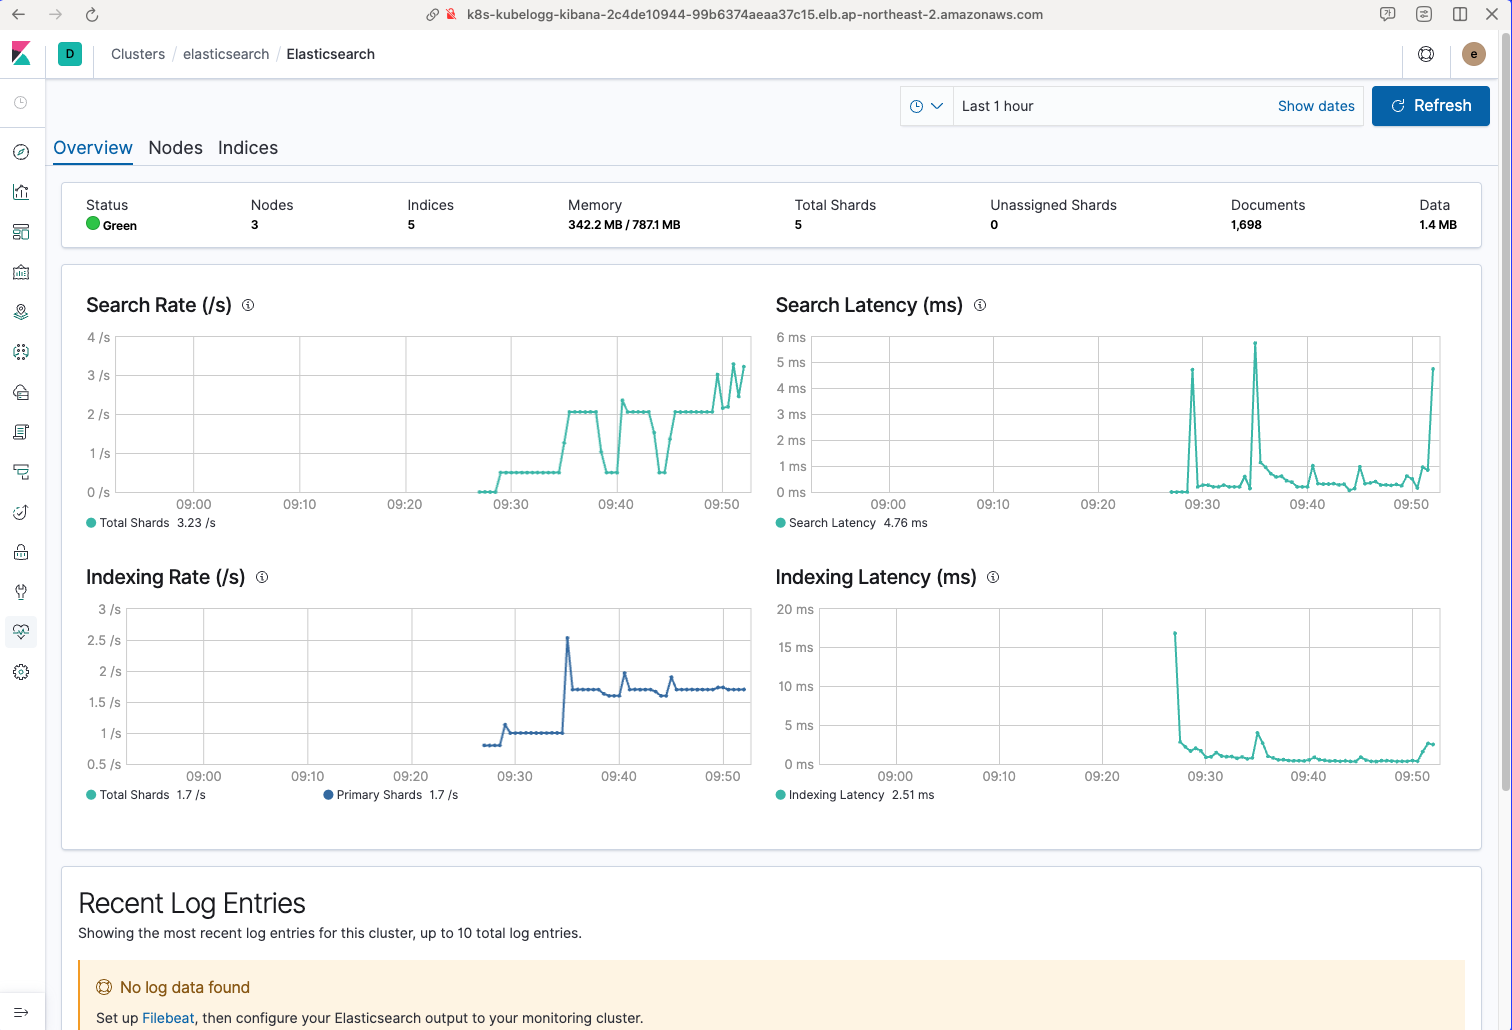 k8s-kubelogg-kibana-2c4de10944-99b6374aeaa37c15.elb.ap-northeast-2.amazonaws.com
D Clusters / elasticsearch / Elasticsearch e
Last 1 hour Show dates Refresh
Overview Nodes Indices
Status Nodes Indices Memory Total Shards Unassigned Shards Documents Data
Green 3 5 342.2 MB / 787.1 MB 5 0 1,698 1.4 MB
Search Rate (/s)
4 /s
3 /s
2 /s
1 /s
0 /s
09:00 09:10 09:20 09:30 09:40 09:50
Total Shards 3.23 /s
Search Latency (ms)
6 ms
5 ms
4 ms
3 ms
2 ms
1 ms
0 ms
09:00 09:10 09:20 09:30 09:40 09:50
Search Latency 4.76 ms
Indexing Rate (/s)
3 /s
2.5 /s
2 /s
1.5 /s
1 /s
0.5 /s
09:00 09:10 09:20 09:30 09:40 09:50
Total Shards 1.7 /s Primary Shards 1.7 /s
Indexing Latency (ms)
20 ms
15 ms
10 ms
5 ms
0 ms
09:00 09:10 09:20 09:30 09:40 09:50
Indexing Latency 2.51 ms
Recent Log Entries
Showing the most recent log entries for this cluster, up to 10 total log entries.
No log data found
Set up Filebeat, then configure your Elasticsearch output to your monitoring cluster.